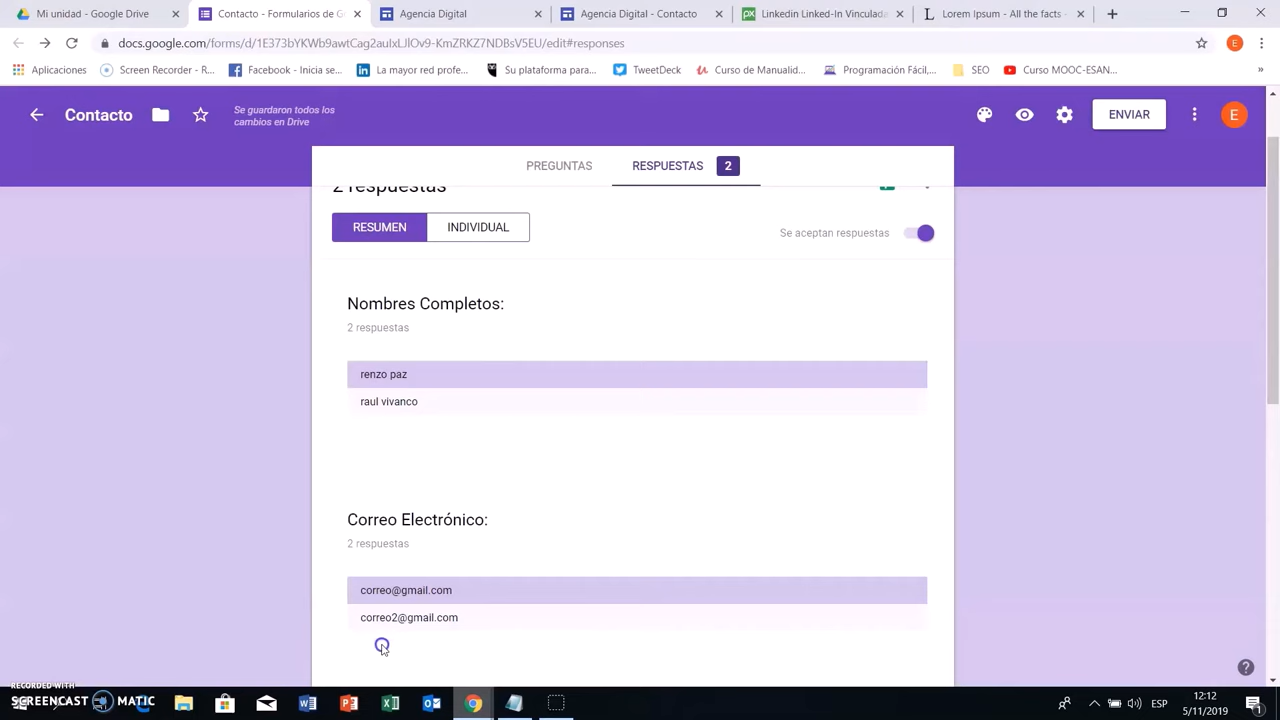 Mi unidad - Google Drive
Contacto - Formularios de G
Agencia Digital
Agencia Digital - Contacto
Linkedin Linked-In Vinculada
Lorem Ipsum - All the facts -
docs.google.com/forms/d/1E373bYKWb9awtCag2auIxLJlOv9-KmZRKZ7NDBsV5EU/edit#responses
E
Aplicaciones
Screen Recorder - R...
Facebook - Inicia se...
La mayor red profe...
Su plataforma para...
TweetDeck
Curso de Manualid...
Programación Fácil,...
SEO
Curso MOOC-ESAN...
»
Contacto
Se guardaron todos los
cambios en Drive
ENVIAR
E
PREGUNTAS
RESPUESTAS 2
2 respuestas
RESUMEN
INDIVIDUAL
Se aceptan respuestas
Nombres Completos:
2 respuestas
renzo paz
raul vivanco
Correo Electrónico:
2 respuestas
correo@gmail.com
correo2@gmail.com
RECORDED WITH
SCREENCAST MATIC
ESP
12:12
5/11/2019